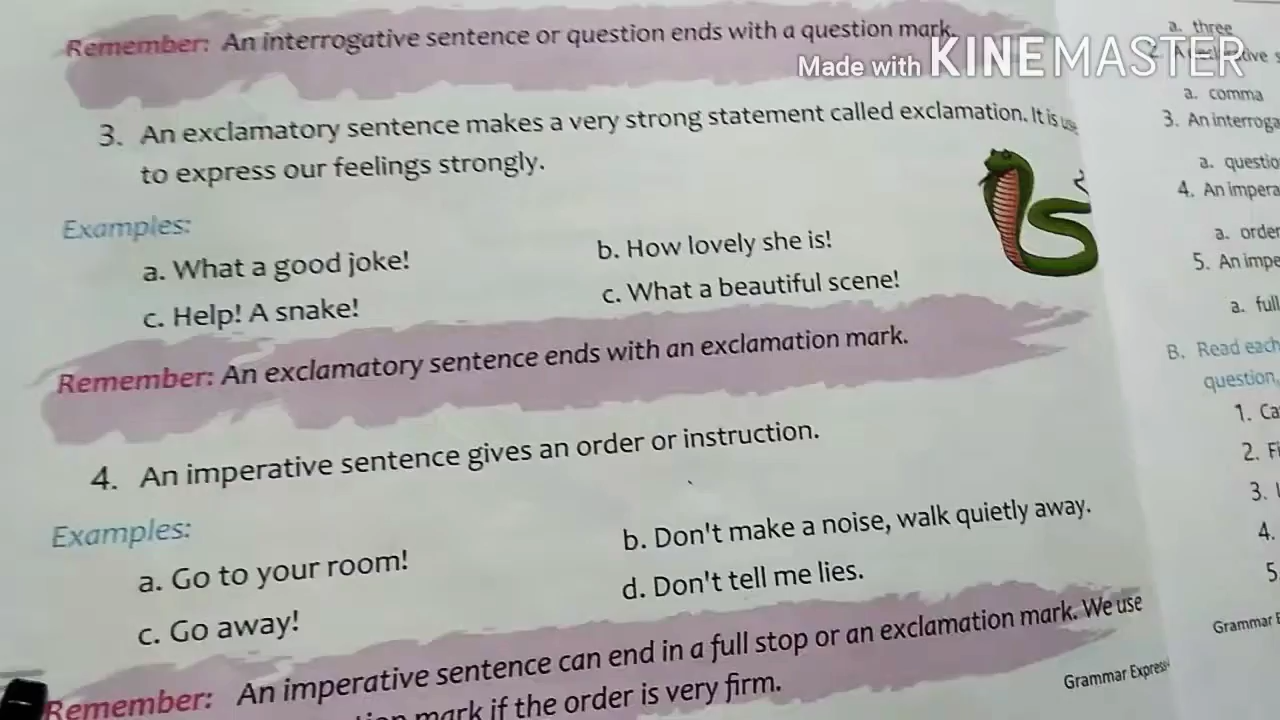 Remember: An interrogative sentence or question ends with a question mark.
Made with KINEMASTER
3. An exclamatory sentence makes a very strong statement called exclamation. It is use
to express our feelings strongly.
Examples:
a. What a good joke!
b. How lovely she is!
c. Help! A snake!
c. What a beautiful scene!
Remember: An exclamatory sentence ends with an exclamation mark.
4. An imperative sentence gives an order or instruction.
Examples:
a. Go to your room!
b. Don't make a noise, walk quietly away.
c. Go away!
d. Don't tell me lies.
Remember: An imperative sentence can end in a full stop or an exclamation mark. We use
mark if the order is very firm.
Grammar Express
a. three
2. A
a. comma
3. An interroga
a. questio
4. An impera
a. order
5. An impe
a. full
B. Read each
question,
1. Ca
2. Fi
3.
4.
5
Grammar E